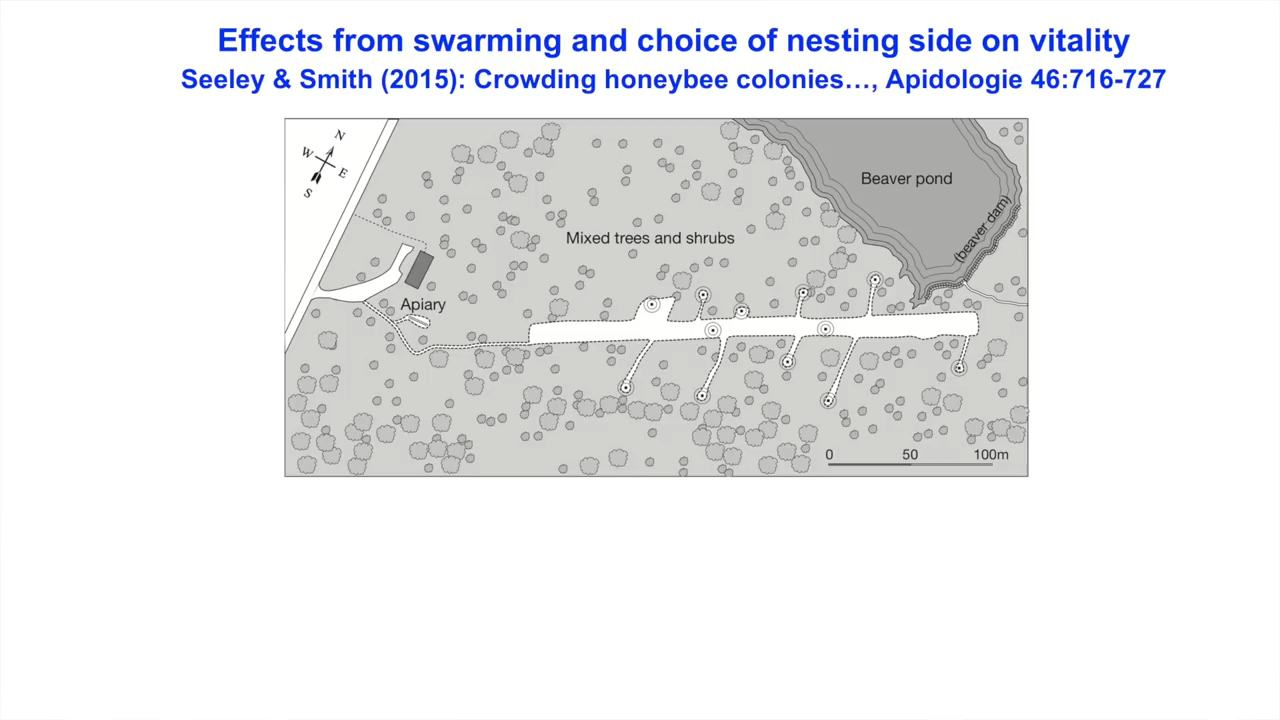 Effects from swarming and choice of nesting side on vitality
Seeley & Smith (2015): Crowding honeybee colonies…, Apidologie 46:716-727
N
W
E
S
Beaver pond
(beaver dam)
Mixed trees and shrubs
Apiary
0 50 100m